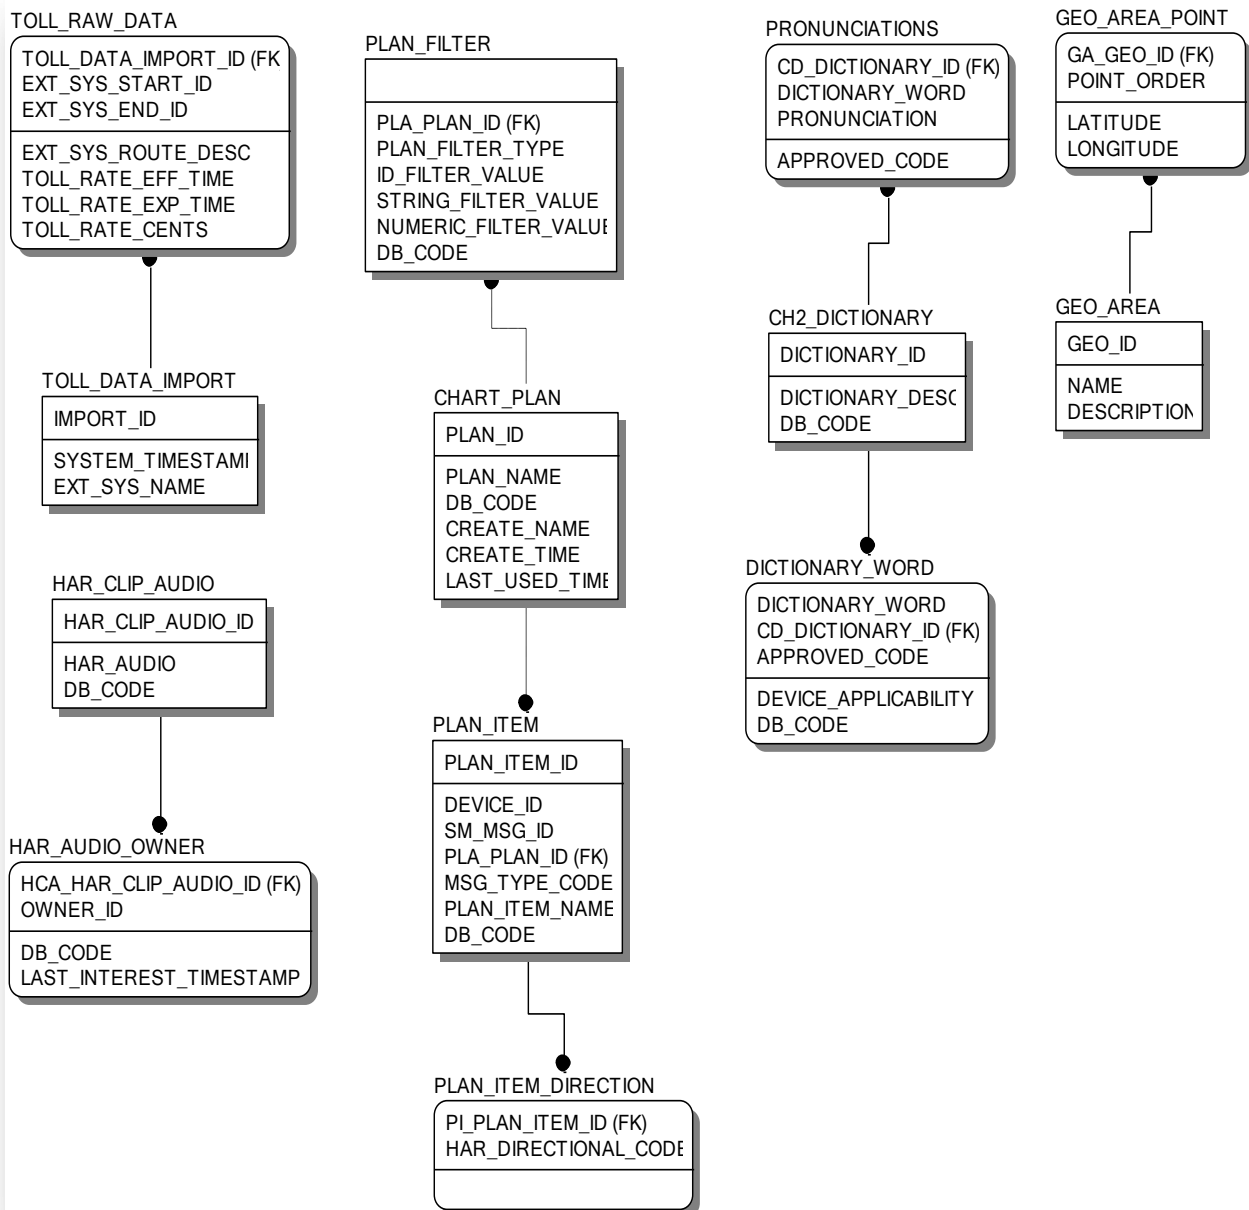 TOLL_RAW_DATA
TOLL_DATA_IMPORT_ID (FK
EXT_SYS_START_ID
EXT_SYS_END_ID
EXT_SYS_ROUTE_DESC
TOLL_RATE_EFF_TIME
TOLL_RATE_EXP_TIME
TOLL_RATE_CENTS
TOLL_DATA_IMPORT
IMPORT_ID
SYSTEM_TIMESTAMI
EXT_SYS_NAME
HAR_CLIP_AUDIO
HAR_CLIP_AUDIO_ID
HAR_AUDIO
DB_CODE
HAR_AUDIO_OWNER
HCA_HAR_CLIP_AUDIO_ID (FK)
OWNER_ID
DB_CODE
LAST_INTEREST_TIMESTAMP
PLAN_FILTER
PLA_PLAN_ID (FK)
PLAN_FILTER_TYPE
ID_FILTER_VALUE
STRING_FILTER_VALUE
NUMERIC_FILTER_VALUE
DB_CODE
CHART_PLAN
PLAN_ID
PLAN_NAME
DB_CODE
CREATE_NAME
CREATE_TIME
LAST_USED_TIME
PLAN_ITEM
PLAN_ITEM_ID
DEVICE_ID
SM_MSG_ID
PLA_PLAN_ID (FK)
MSG_TYPE_CODE
PLAN_ITEM_NAME
DB_CODE
PLAN_ITEM_DIRECTION
PI_PLAN_ITEM_ID (FK)
HAR_DIRECTIONAL_CODE
PRONUNCIATIONS
CD_DICTIONARY_ID (FK)
DICTIONARY_WORD
PRONUNCIATION
APPROVED_CODE
CH2_DICTIONARY
DICTIONARY_ID
DICTIONARY_DESC
DB_CODE
DICTIONARY_WORD
DICTIONARY_WORD
CD_DICTIONARY_ID (FK)
APPROVED_CODE
DEVICE_APPLICABILITY
DB_CODE
GEO_AREA_POINT
GA_GEO_ID (FK)
POINT_ORDER
LATITUDE
LONGITUDE
GEO_AREA
GEO_ID
NAME
DESCRIPTION